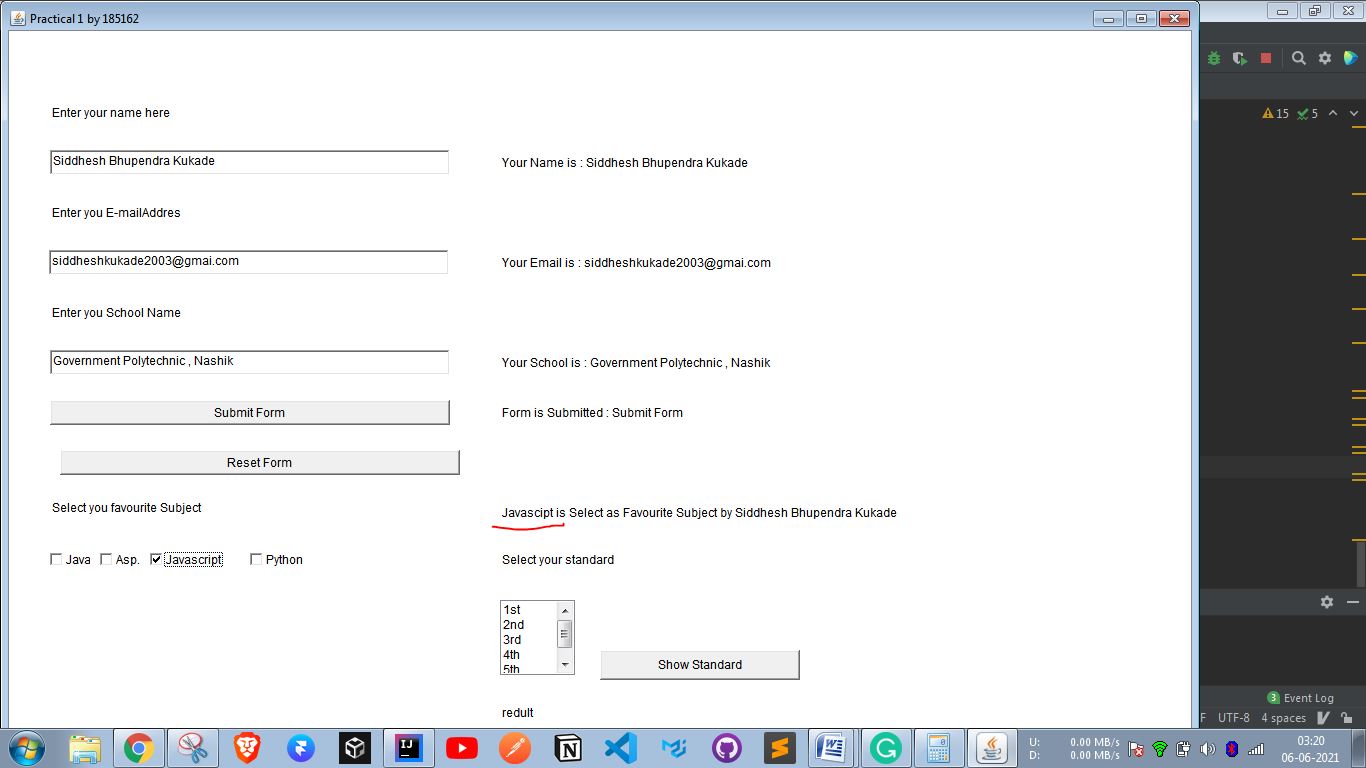 Practical 1 by 185162
15 5
Enter your name here
Siddhesh Bhupendra Kukade
Your Name is : Siddhesh Bhupendra Kukade
Enter you E-mailAddres
siddheshkukade2003@gmai.com
Your Email is : siddheshkukade2003@gmai.com
Enter you School Name
Government Polytechnic , Nashik
Your School is : Government Polytechnic , Nashik
Submit Form
Form is Submitted : Submit Form
Reset Form
Select you favourite Subject
Javascipt is Select as Favourite Subject by Siddhesh Bhupendra Kukade
Java Asp. Javascript Python
Select your standard
1st
2nd
3rd
4th
5th
Show Standard
redult
3 Event Log
F UTF-8 4 spaces
IJ
N
W
G
U: 0.00 MB/s
D: 0.00 MB/s
03:20
06-06-2021